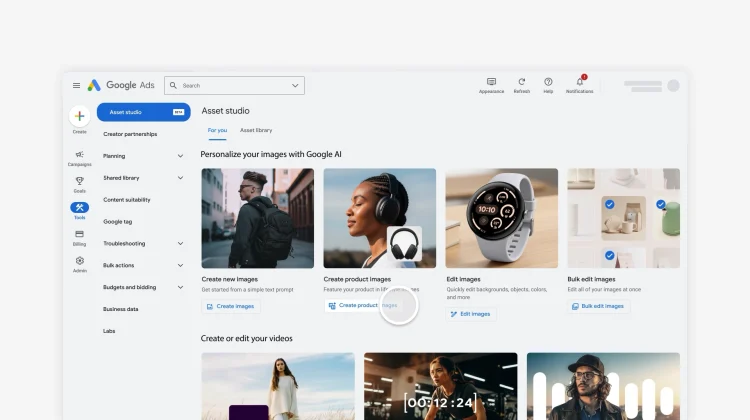 Google Ads
Search
Appearance
Refresh
Help
Notifications
Create
Campaigns
Goals
Tools
Billing
Admin
Asset studio
BETA
Creator partnerships
Planning
Shared library
Content suitability
Google tag
Troubleshooting
Bulk actions
Budgets and bidding
Business data
Labs
Asset studio
For you
Asset library
Personalize your images with Google AI
10:10
Create new images
Get started from a simple text prompt
Create images
Create product images
Feature your product in life
Create product images
Edit images
Quickly edit backgrounds, objects, colors,
and more
Edit images
Bulk edit images
Edit all of your images at once
Bulk edit images
Create or edit your videos
[00:12:24]